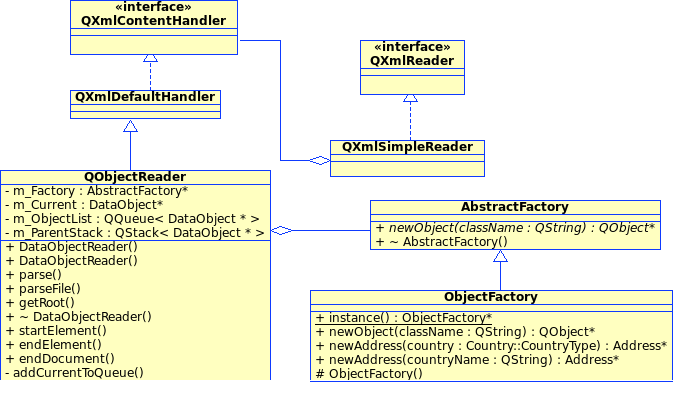 «interface»
QXmlContentHandler
«interface»
QXmlReader
QXmlDefaultHandler
QXmlSimpleReader
QObjectReader
- m_Factory : AbstractFactory*
- m_Current : DataObject*
- m_ObjectList : QQueue< DataObject * >
- m_ParentStack : QStack< DataObject * >
+ DataObjectReader()
+ DataObjectReader()
+ parse()
+ parseFile()
+ getRoot()
+ ~ DataObjectReader()
+ startElement()
+ endElement()
+ endDocument()
- addCurrentToQueue()
AbstractFactory
+ newObject(className : QString) : QObject*
+ ~ AbstractFactory()
ObjectFactory
+ instance() : ObjectFactory*
+ newObject(className : QString) : QObject*
+ newAddress(country : Country::CountryType) : Address*
+ newAddress(countryName : QString) : Address*
# ObjectFactory()